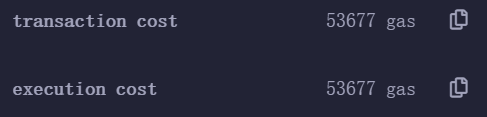 transaction cost 53677 gas
execution cost 53677 gas